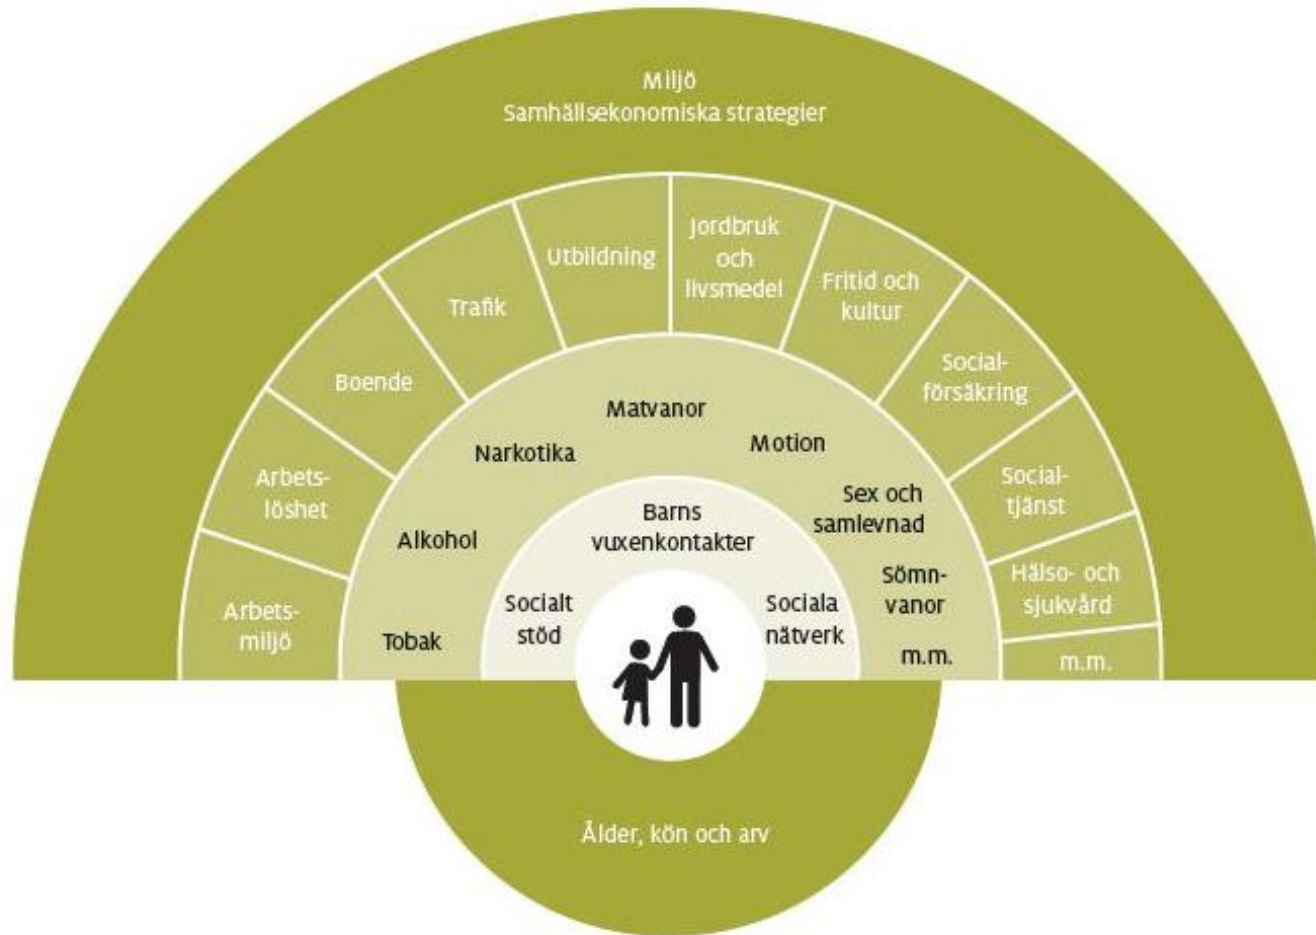 Miljö
Samhällsekonomiska strategier
Arbets-
miljö
Arbets-
löshet
Boende
Trafik
Utbildning
Jordbruk
och
livsmedel
Fritid och
kultur
Social-
försäkring
Social-
tjänst
Hälso- och
sjukvård
m.m.
Tobak
Alkohol
Narkotika
Matvanor
Motion
Sex och
samlevnad
Sömn-
vanor
m.m.
Socialt
stöd
Barns
vuxenkontakter
Sociala
nätverk
Ålder, kön och arv